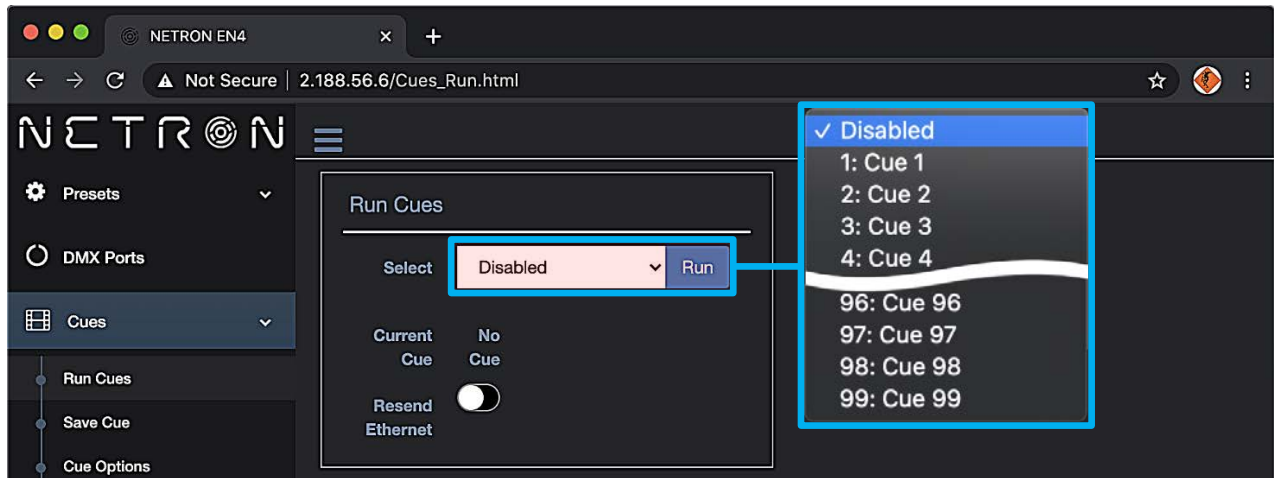 NETRON EN4
Not Secure | 2.188.56.6/Cues_Run.html
NETRON
Presets
DMX Ports
Cues
Run Cues
Save Cue
Cue Options
Run Cues
Select Disabled Run
Current Cue No Cue
Resend Ethernet
Disabled
1: Cue 1
2: Cue 2
3: Cue 3
4: Cue 4
96: Cue 96
97: Cue 97
98: Cue 98
99: Cue 99